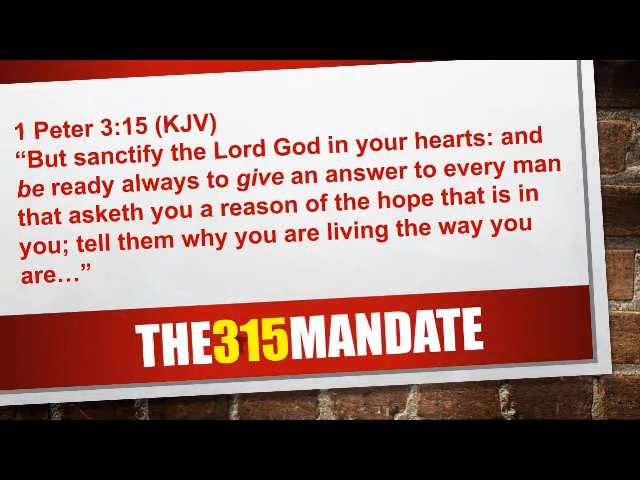 1 Peter 3:15 (KJV)
“But sanctify the Lord God in your hearts: and
be ready always to give an answer to every man
that asketh you a reason of the hope that is in
you; tell them why you are living the way you
are…”
THE315MANDATE